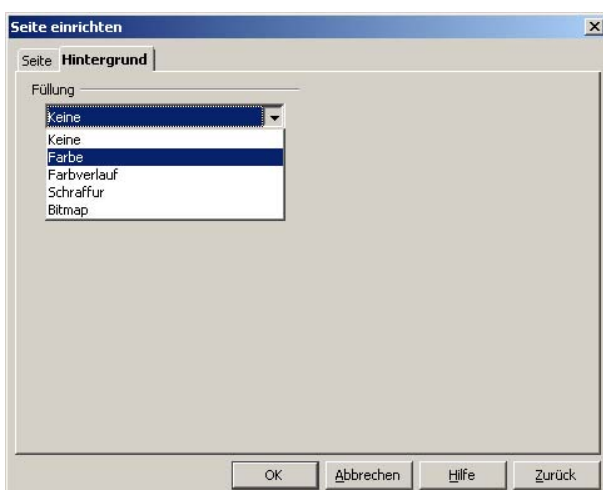 Seite einrichten
Seite Hintergrund
Füllung
Keine
Keine
Farbe
Farbverlauf
Schraffur
Bitmap
OK Abbrechen Hilfe Zurück